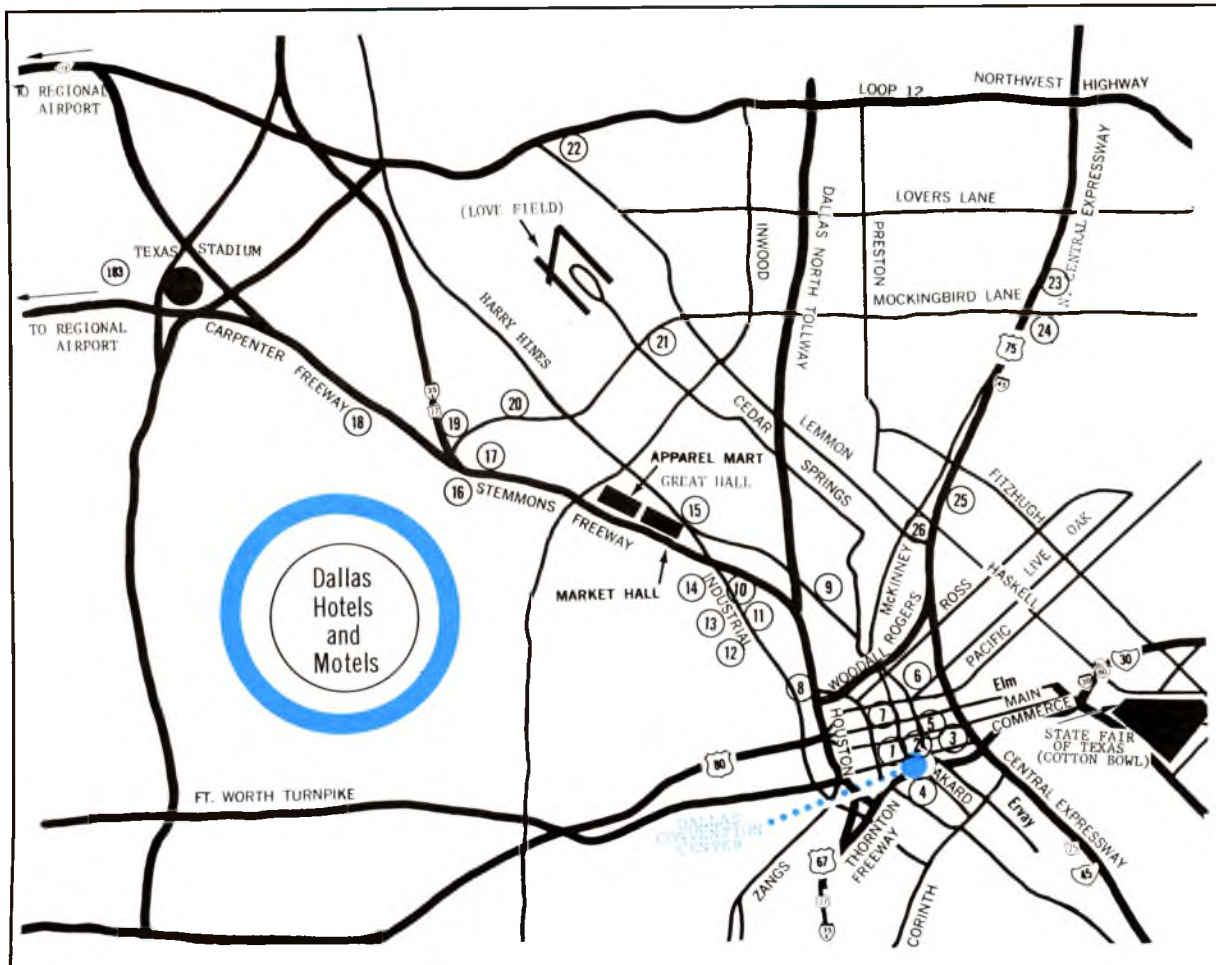 TO REGIONAL
AIRPORT
LOOP 12
NORTHWEST HIGHWAY
22
(LOVE FIELD)
LOVERS LANE
DALLAS NORTH TOLLWAY
INWOOD
PRESTON
N. CENTRAL EXPRESSWAY
TEXAS STADIUM
183
TO REGIONAL
AIRPORT
CARPENTER
FREEWAY
HARRY HINES
MOCKINGBIRD LANE
23
24
75
45
21
20
19
18
17
16
35
STEMMONS
FREEWAY
CEDAR
SPRINGS
LEMMON
APPAREL MART
GREAT HALL
15
MARKET HALL
25
26
FITZHUGH
McKINNEY
ROSS
HASKELL
LIVE OAK
PACIFIC
WOODALL ROGERS
INDUSTRIAL
14
10
9
13
11
12
Dallas
Hotels
and
Motels
8
6
7
5
Elm
MAIN
COMMERCE
30
HOUSTON
1
2
3
4
STATE FAIR
OF TEXAS
(COTTON BOWL)
80
FT. WORTH TURNPIKE
DALLAS
CONVENTION
CENTER
AKARD
Ervay
CENTRAL EXPRESSWAY
THORNTON
FREEWAY
67
ZANGS
CORINTH
45